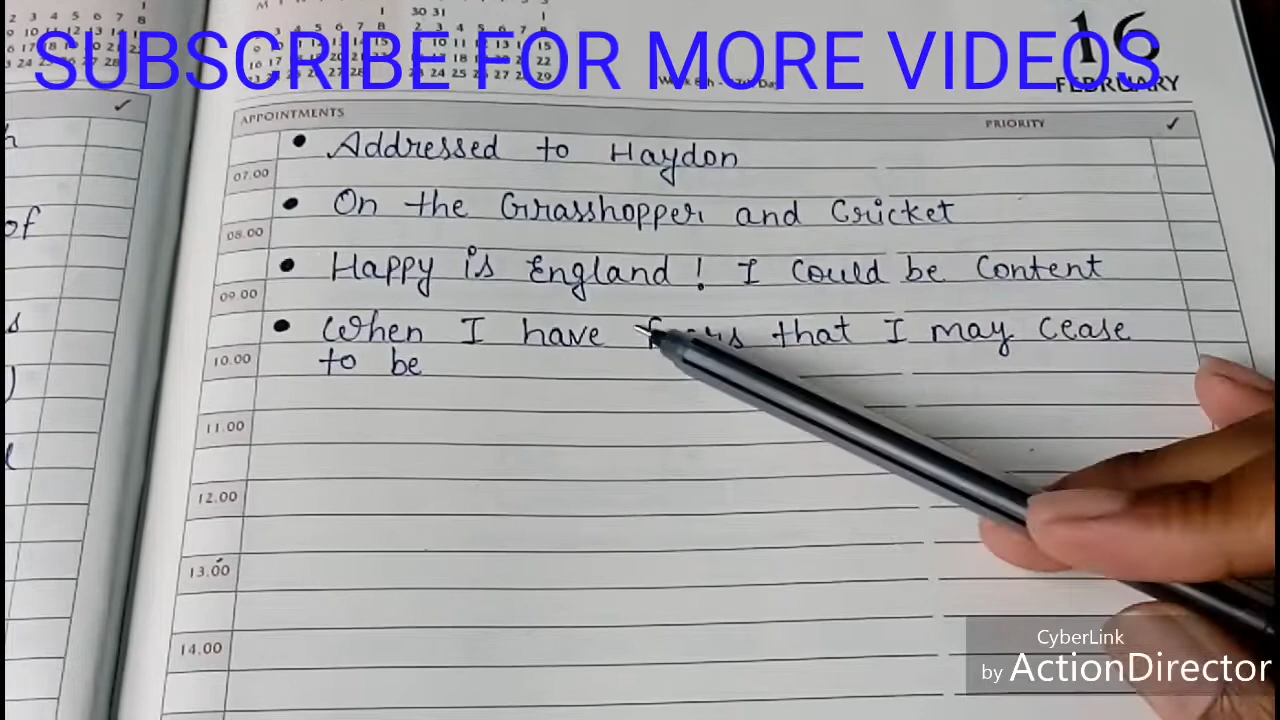 SUBSCRIBE FOR MORE VIDEOS
16
FEBRUARY
APPOINTMENTS
PRIORITY
• Addressed to Haydon
07.00
• On the Grasshopper and Cricket
08.00
• Happy is England! I could be content
09.00
• When I have that I may cease
10.00
to be
11.00
12.00
13.00
14.00
CyberLink
by ActionDirector